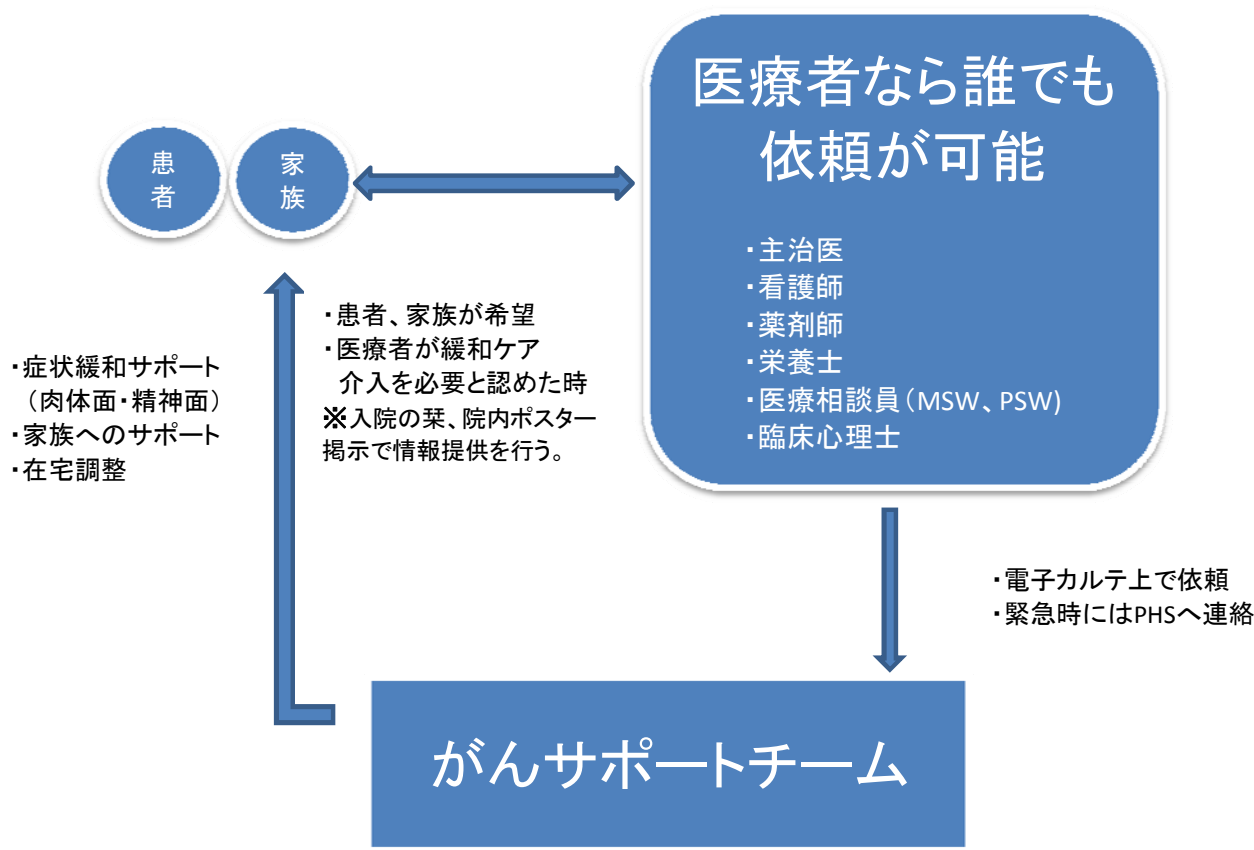 医療者なら誰でも
依頼が可能
・主治医
・看護師
・薬剤師
・栄養士
・医療相談員(MSW、PSW)
・臨床心理士
患
者
家
族
・患者、家族が希望
・医療者が緩和ケア
介入を必要と認めた時
※入院の栞、院内ポスター
掲示で情報提供を行う。
・症状緩和サポート
（肉体面・精神面）
・家族へのサポート
・在宅調整
・電子カルテ上で依頼
・緊急時にはPHSへ連絡
がんサポートチーム